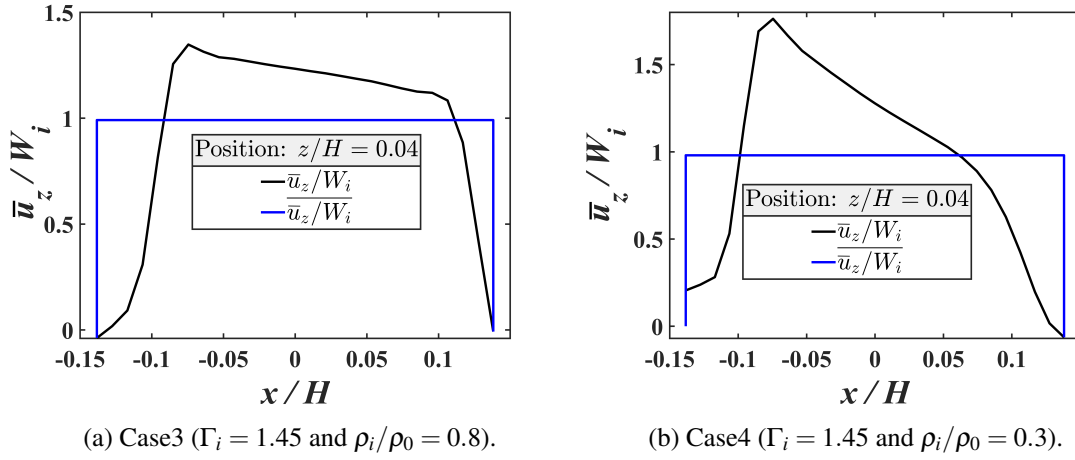 1.5
1
0.5
0
-0.15 -0.1 -0.05 0 0.05 0.1
x / H
ū_z / W_i
Position: z/H = 0.04
ū_z/W_i
\overline{ū_z/W_i}
(a) Case3 (Γ_i = 1.45 and ρ_i/ρ_0 = 0.8).
1.5
1
0.5
0
-0.15 -0.1 -0.05 0 0.05 0.1
x / H
ū_z / W_i
Position: z/H = 0.04
ū_z/W_i
\overline{ū_z/W_i}
(b) Case4 (Γ_i = 1.45 and ρ_i/ρ_0 = 0.3).